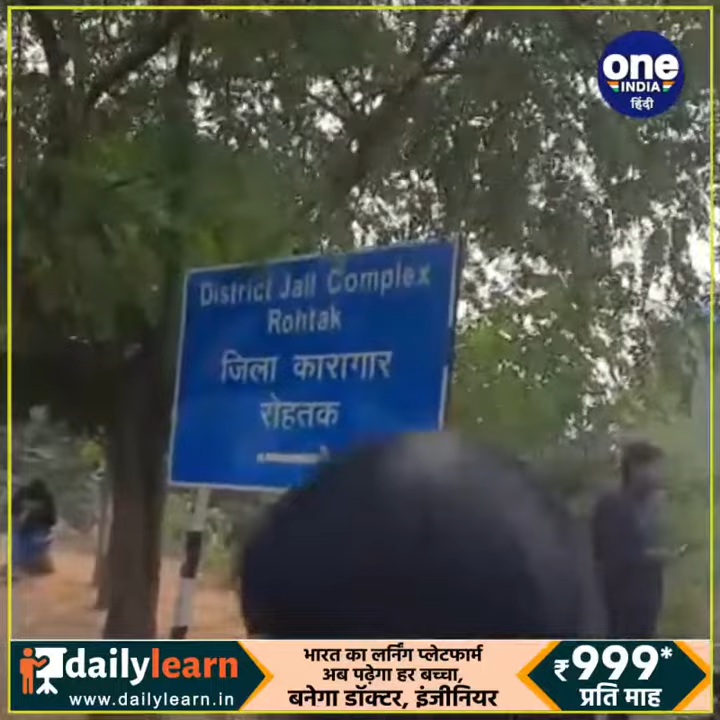 one
INDIA
हिंदी
District Jail Complex
Rohtak
जिला कारागार
रोहतक
dailylearn
www.dailylearn.in
भारत का लर्निंग प्लेटफार्म
अब पढ़ेगा हर बच्चा,
बनेगा डॉक्टर, इंजीनियर
₹999*
प्रति माह